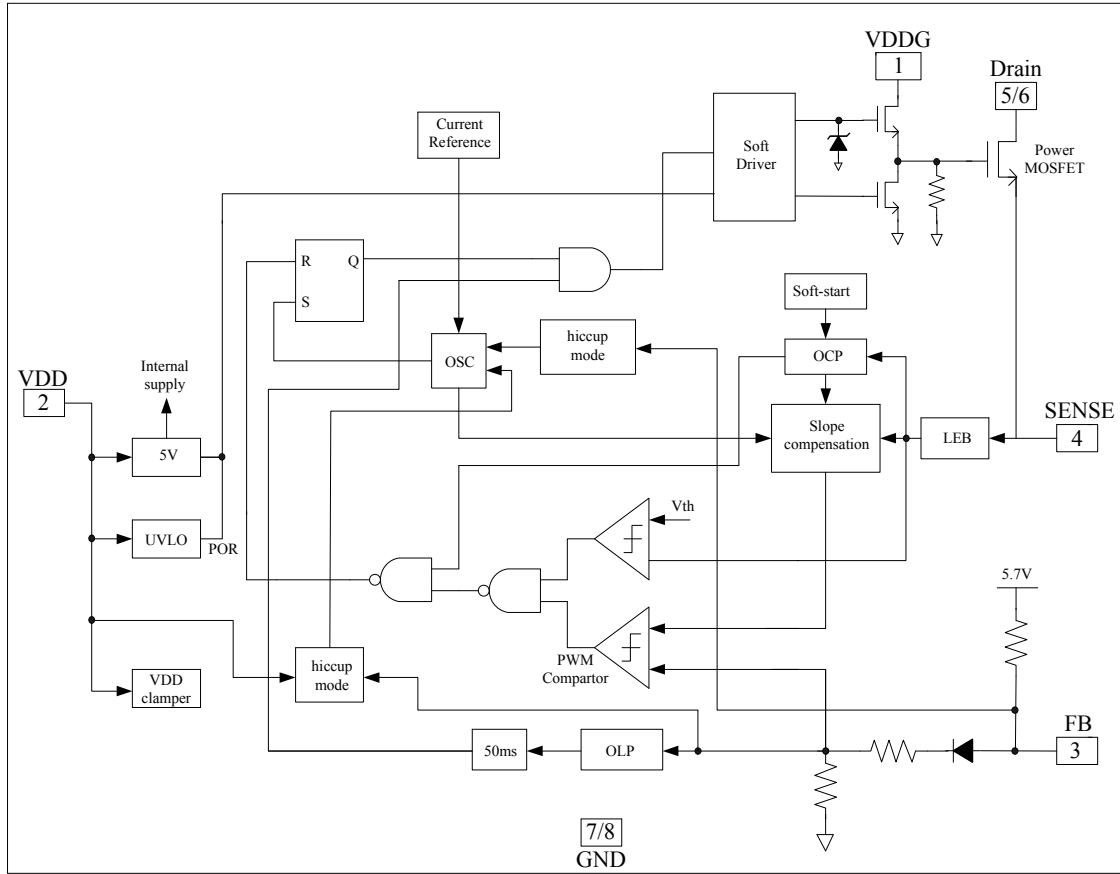 VDDG
1
Drain
5/6
Power
MOSFET
Current
Reference
Soft
Driver
R
Q
S
Soft-start
OSC
hiccup
mode
OCP
Internal
supply
VDD
2
5V
Slope
compensation
LEB
SENSE
4
UVLO
POR
Vth
5.7V
PWM
Compartor
hiccup
mode
VDD
clamper
50ms
OLP
FB
3
7/8
GND